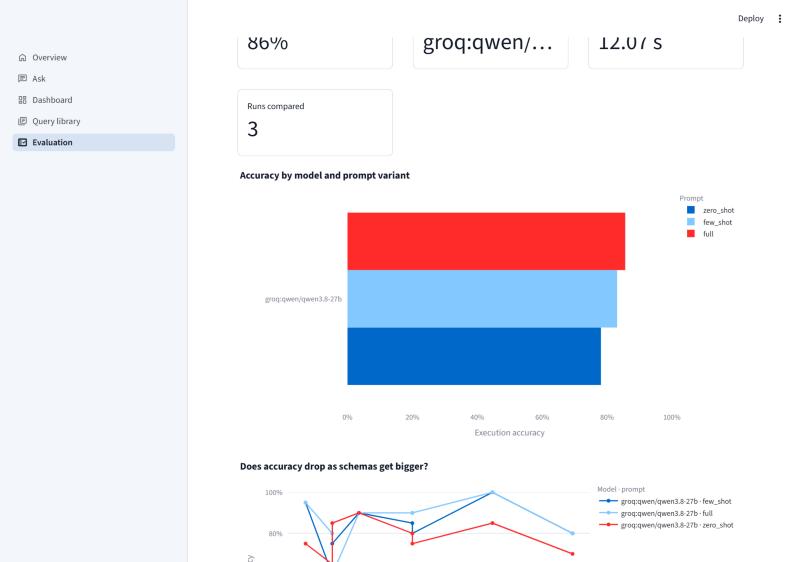 Deploy
Overview
Ask
Dashboard
Query library
Evaluation
86%
groq:qwen/...
12.07 s
Runs compared
3
Accuracy by model and prompt variant
Prompt
zero_shot
few_shot
full
groq:qwen/qwen3.8-27b
0%
20%
40%
60%
80%
100%
Execution accuracy
Does accuracy drop as schemas get bigger?
Model · prompt
groq:qwen/qwen3.8-27b · few_shot
groq:qwen/qwen3.8-27b · full
groq:qwen/qwen3.8-27b · zero_shot
100%
80%